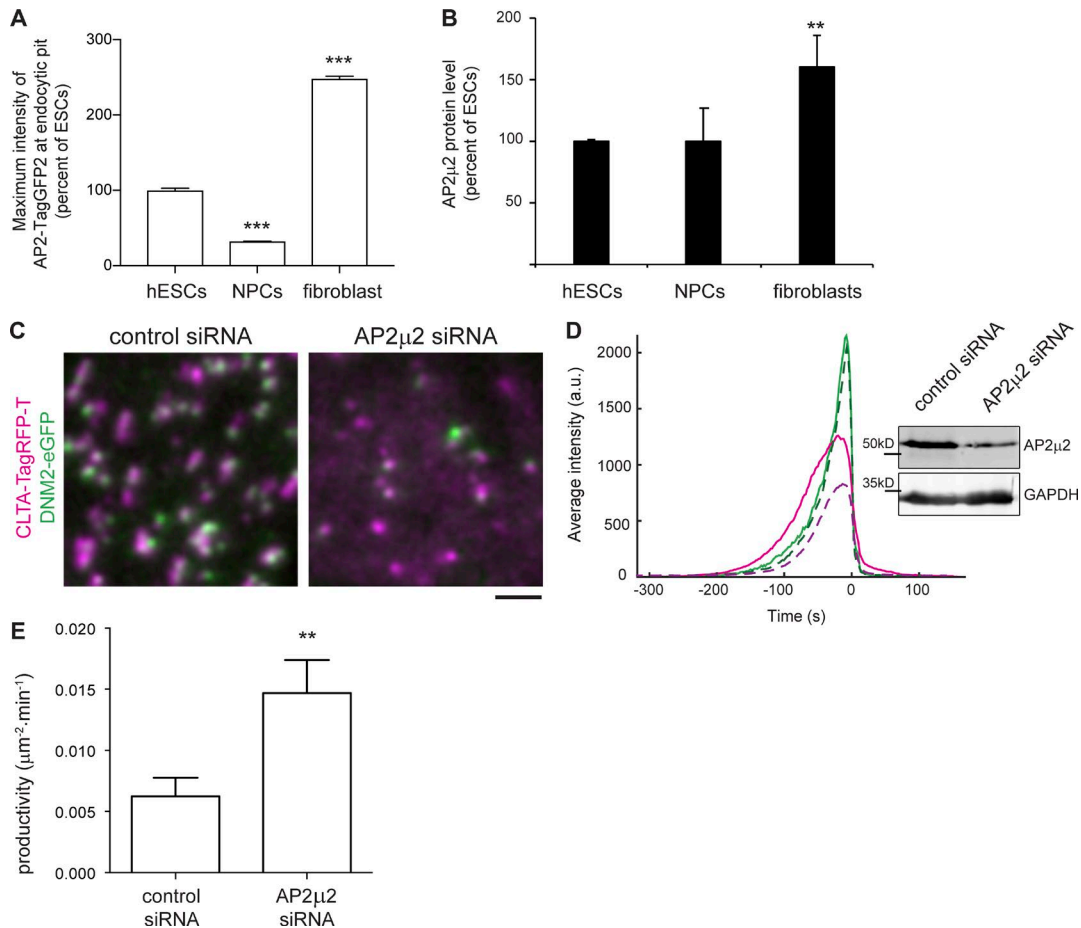 A
Maximum intensity of
AP2-TagGFP2 at endocytic pit
(percent of ESCs)
300
200
100
0
***
***
hESCs NPCs fibroblast
B
AP2μ2 protein level
(percent of ESCs)
200
150
100
50
**
hESCs NPCs fibroblasts
C
control siRNA AP2μ2 siRNA
CLTA-TagRFP-T
DNM2-eGFP
D
Average intensity (a.u.)
2000
1500
1000
500
0
-300 -200 -100 0 100
Time (s)
control siRNA
AP2μ2 siRNA
50kD
AP2μ2
35kD
GAPDH
E
productivity (μm⁻²·min⁻¹)
0.020
0.015
0.010
0.005
0.000
**
control
siRNA
AP2μ2
siRNA